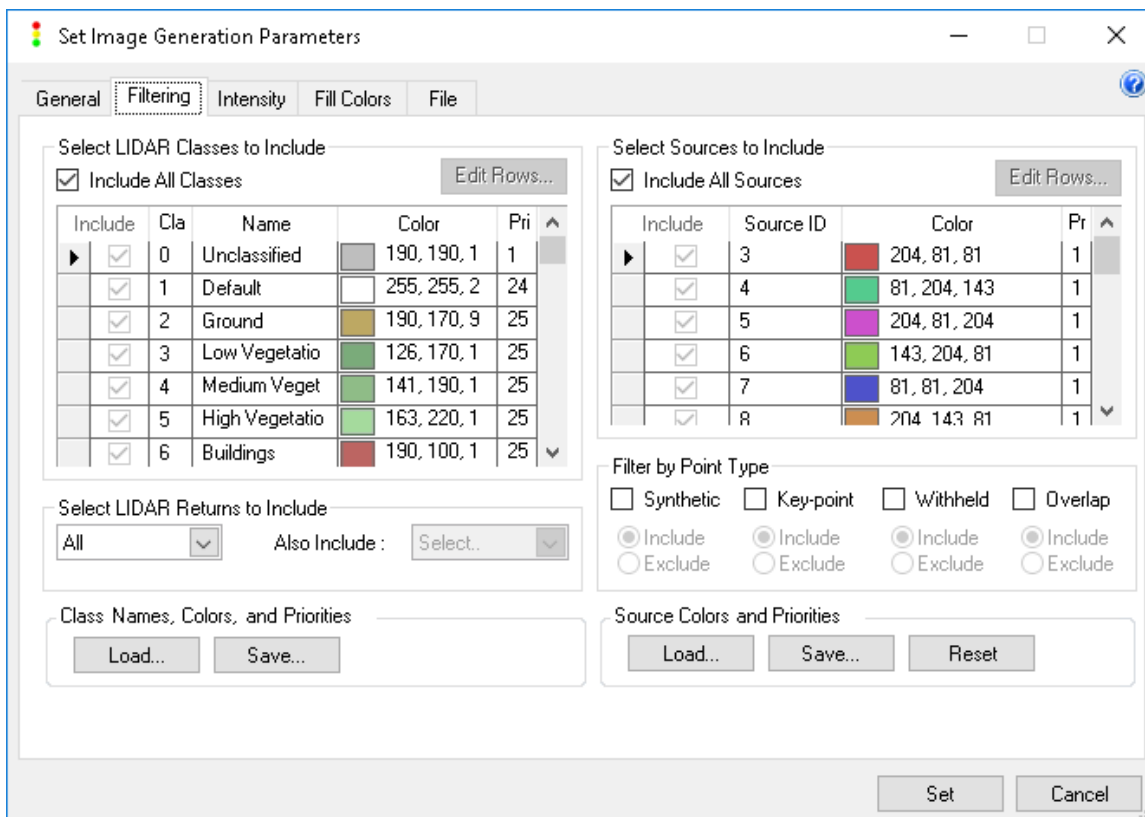 Set Image Generation Parameters
General Filtering Intensity Fill Colors File
Select LIDAR Classes to Include
Include All Classes Edit Rows...
Include Cla Name Color Pri
0 Unclassified 190, 190, 1 1
1 Default 255, 255, 2 24
2 Ground 190, 170, 9 25
3 Low Vegetatio 126, 170, 1 25
4 Medium Veget 141, 190, 1 25
5 High Vegetatio 163, 220, 1 25
6 Buildings 190, 100, 1 25
Select LIDAR Returns to Include
All Also Include : Select..
Class Names, Colors, and Priorities
Load... Save...
Select Sources to Include
Include All Sources Edit Rows...
Include Source ID Color Pr
3 204, 81, 81 1
4 81, 204, 143 1
5 204, 81, 204 1
6 143, 204, 81 1
7 81, 81, 204 1
8 204, 143, 81 1
Filter by Point Type
Synthetic Key-point Withheld Overlap
Include Include Include Include
Exclude Exclude Exclude Exclude
Source Colors and Priorities
Load... Save... Reset
Set Cancel